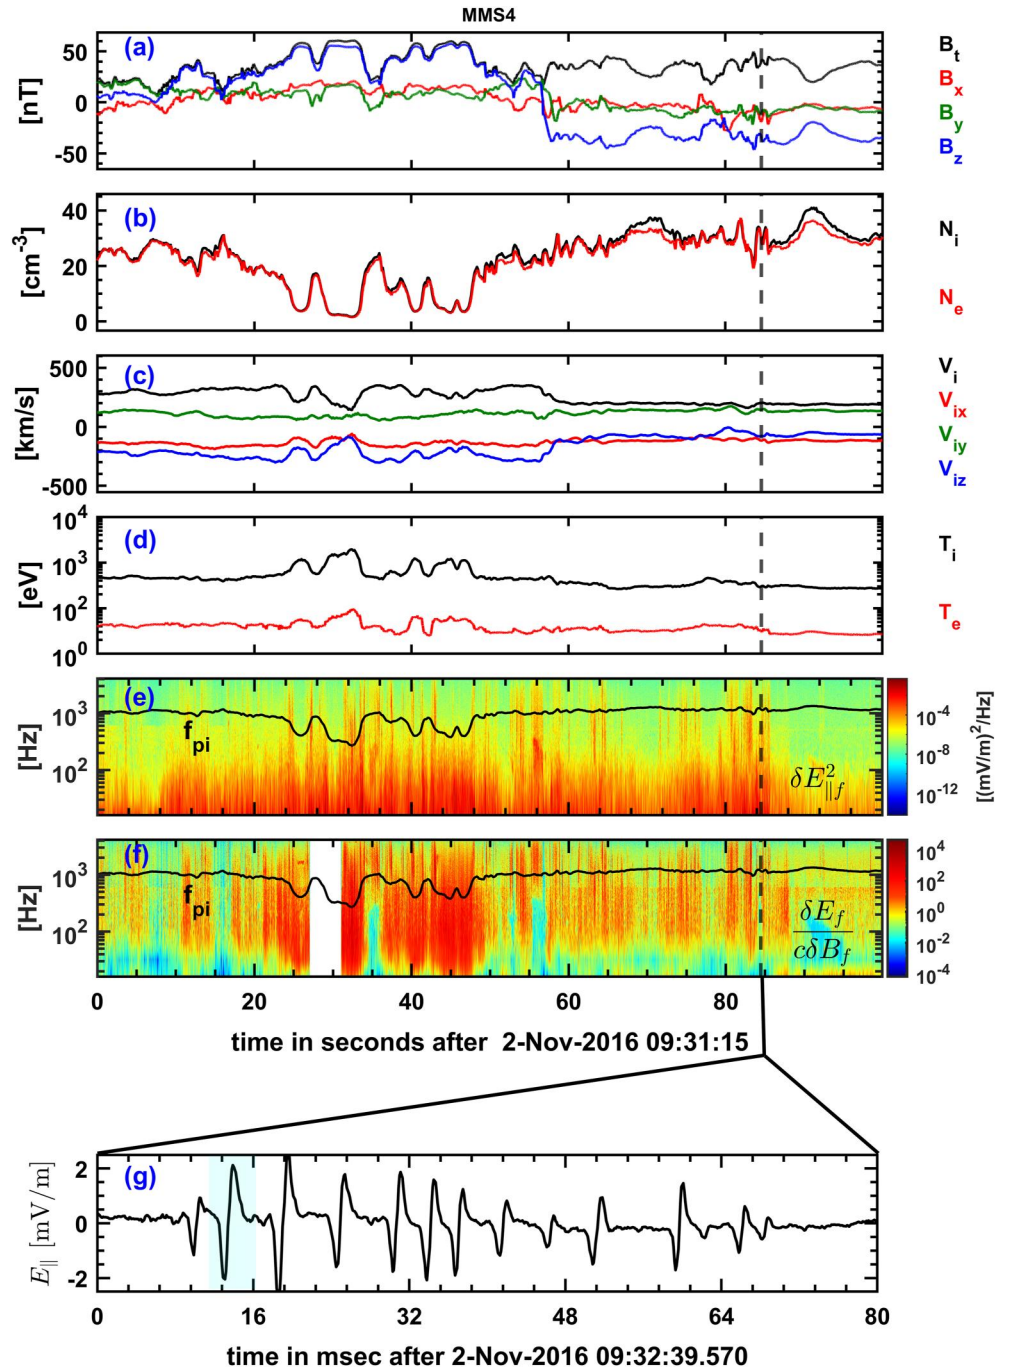 MMS4
(a)
50
0
-50
[nT]
B_t
B_x
B_y
B_z
(b)
40
20
0
[cm^-3]
N_i
N_e
(c)
500
0
-500
[km/s]
V_i
V_ix
V_iy
V_iz
(d)
10^4
10^3
10^2
10^0
[eV]
T_i
T_e
(e)
10^3
10^2
[Hz]
f_pi
δE^2_∥f
10^-4
10^-8
10^-12
[(mV/m)^2/Hz]
(f)
10^3
10^2
[Hz]
f_pi
δE_f
cδB_f
10^4
10^2
10^0
10^-2
10^-4
0 20 40 60 80
time in seconds after 2-Nov-2016 09:31:15
(g)
2
0
-2
E_∥ [mV/m]
0 16 32 48 64 80
time in msec after 2-Nov-2016 09:32:39.570